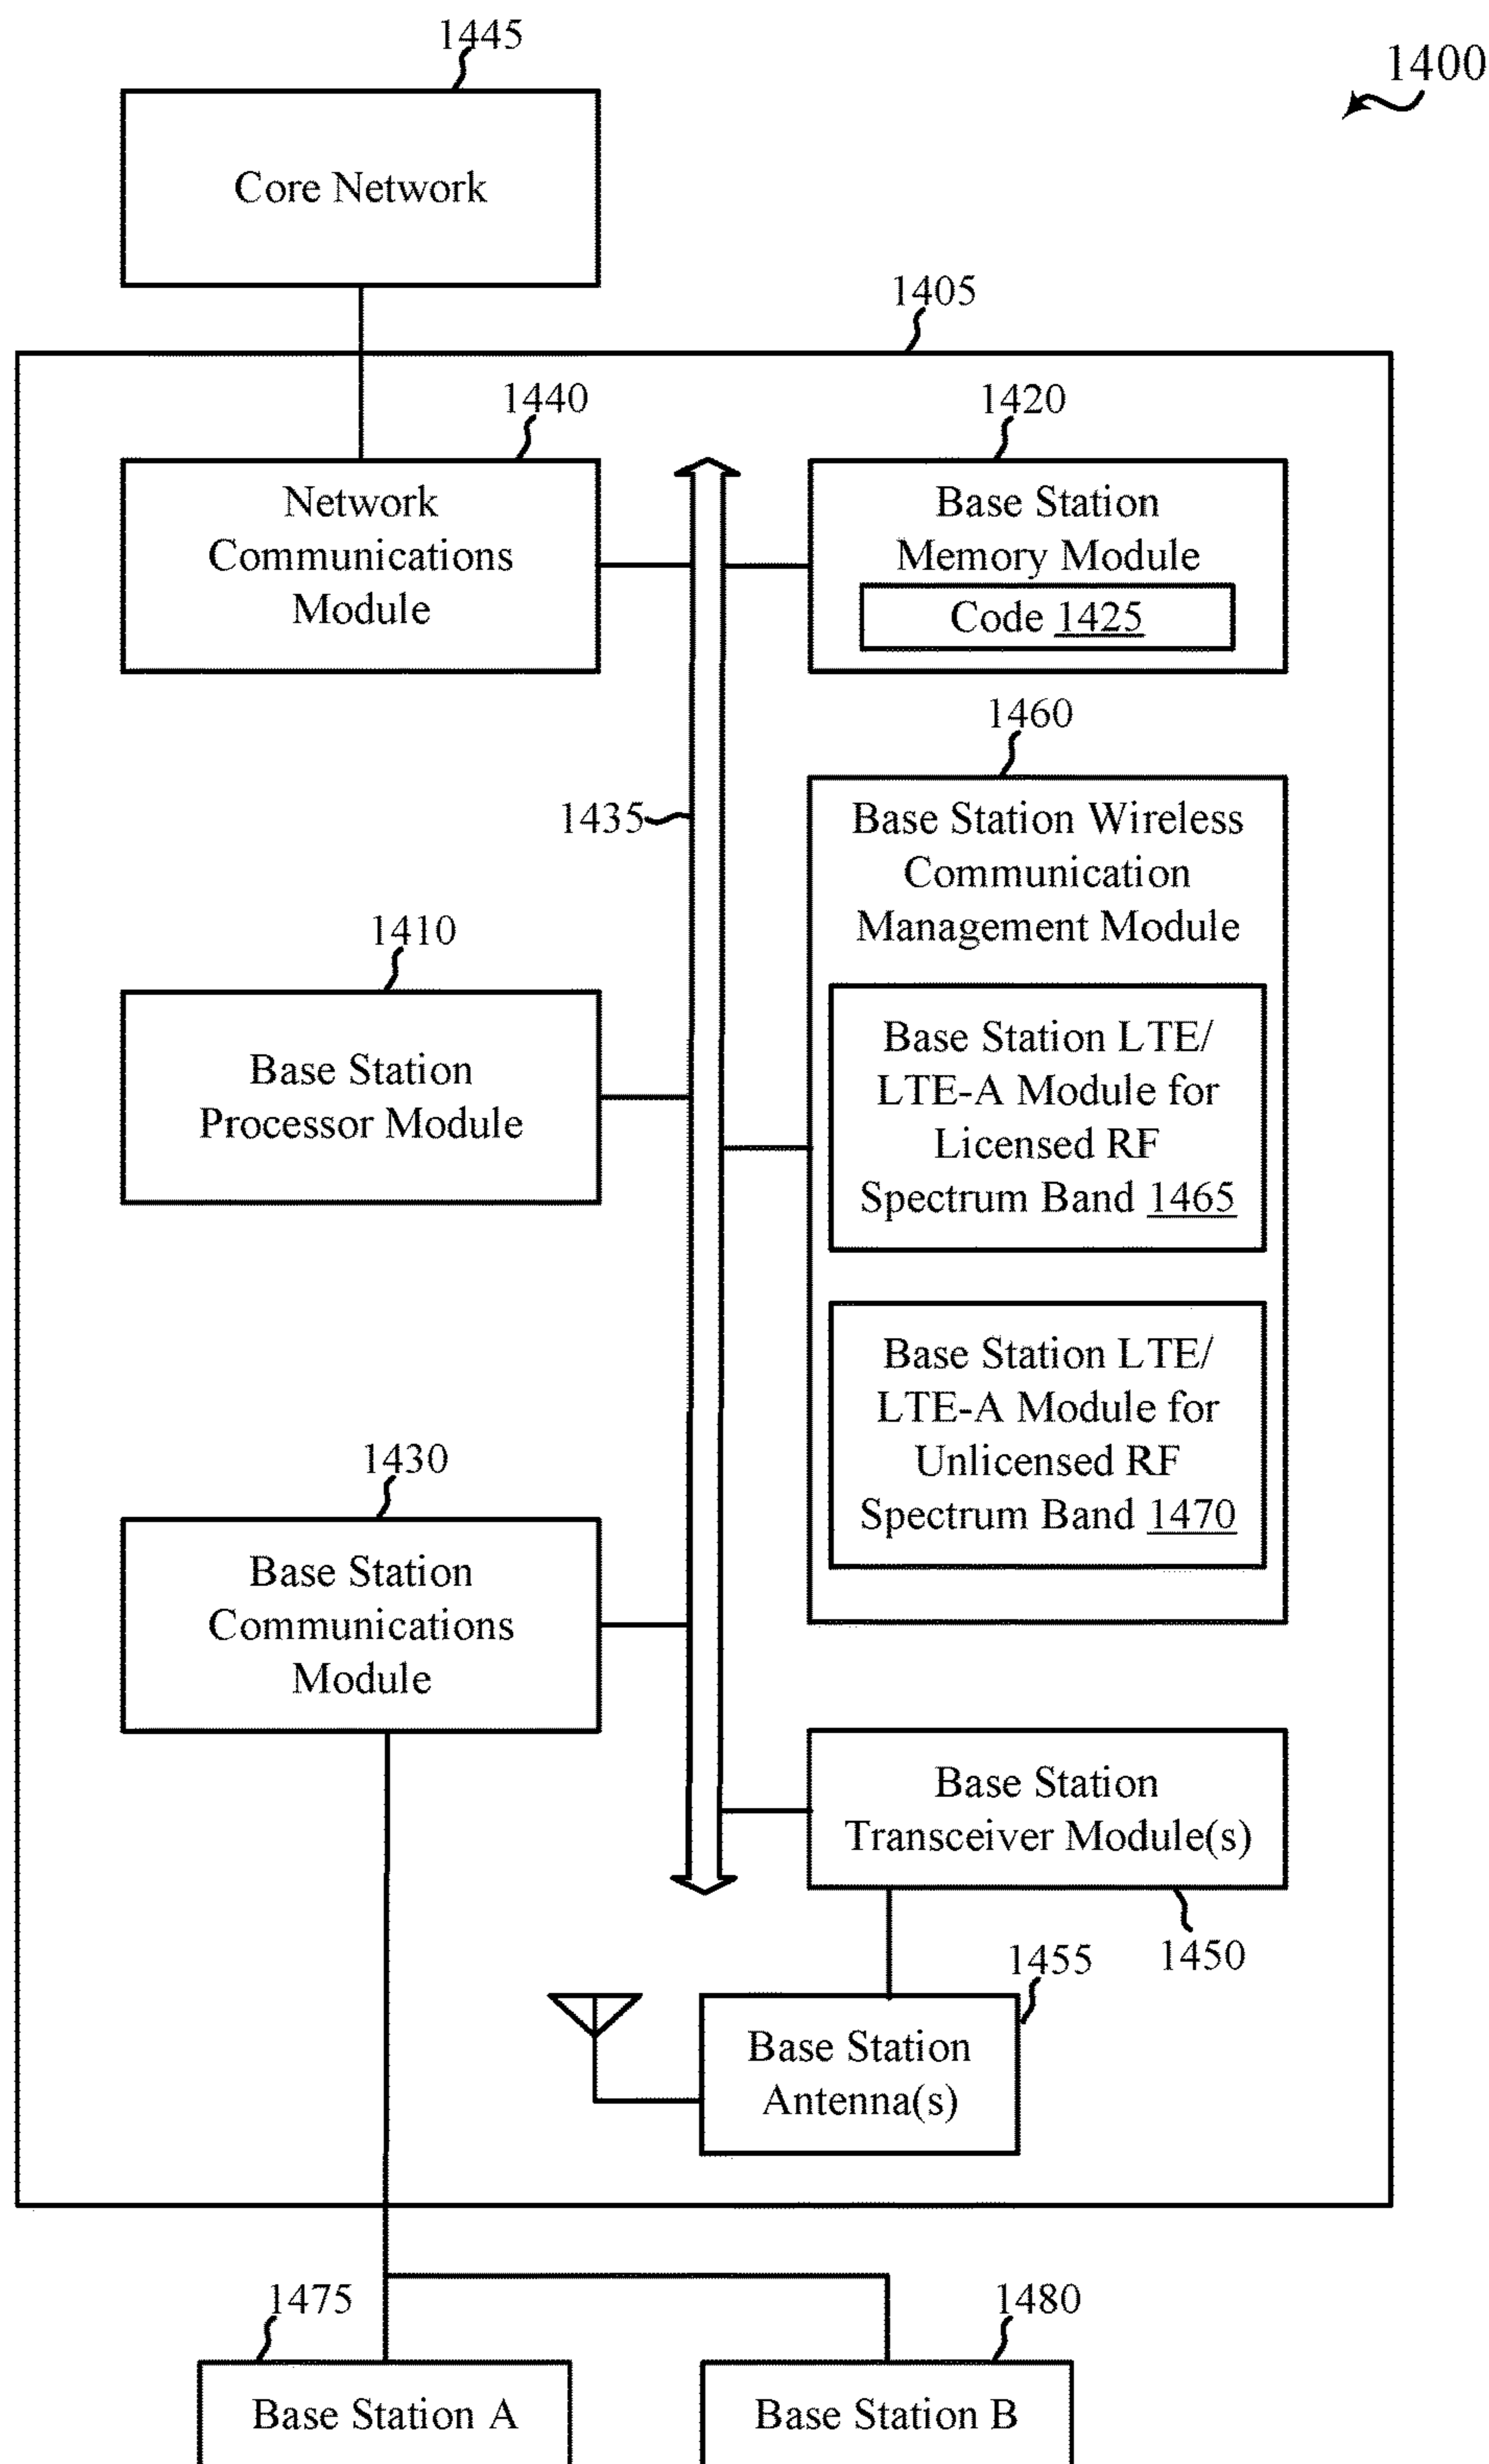 1445
1400
Core Network
1405
1440
Network
Communications
Module
1420
Base Station
Memory Module
Code 1425
1460
1435
Base Station Wireless
Communication
Management Module
1410
Base Station
Processor Module
Base Station LTE/
LTE-A Module for
Licensed RF
Spectrum Band 1465
Base Station LTE/
LTE-A Module for
Unlicensed RF
Spectrum Band 1470
1430
Base Station
Communications
Module
Base Station
Transceiver Module(s)
1450
1455
Base Station
Antenna(s)
1475
1480
Base Station A
Base Station B